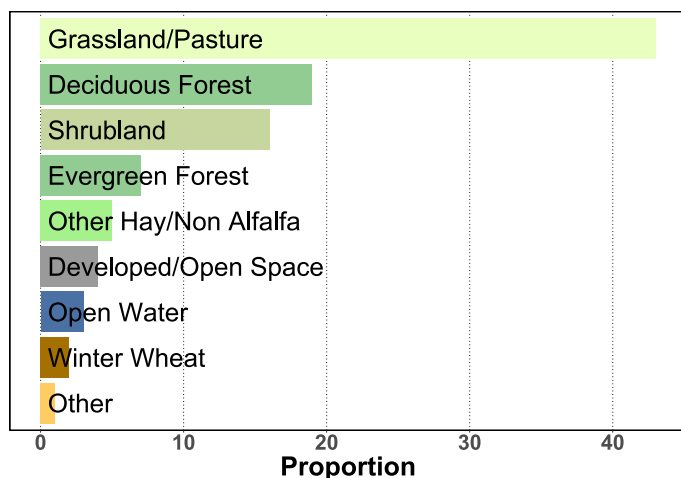 Grassland/Pasture
Deciduous Forest
Shrubland
Evergreen Forest
Other Hay/Non Alfalfa
Developed/Open Space
Open Water
Winter Wheat
Other
0 10 20 30 40
Proportion